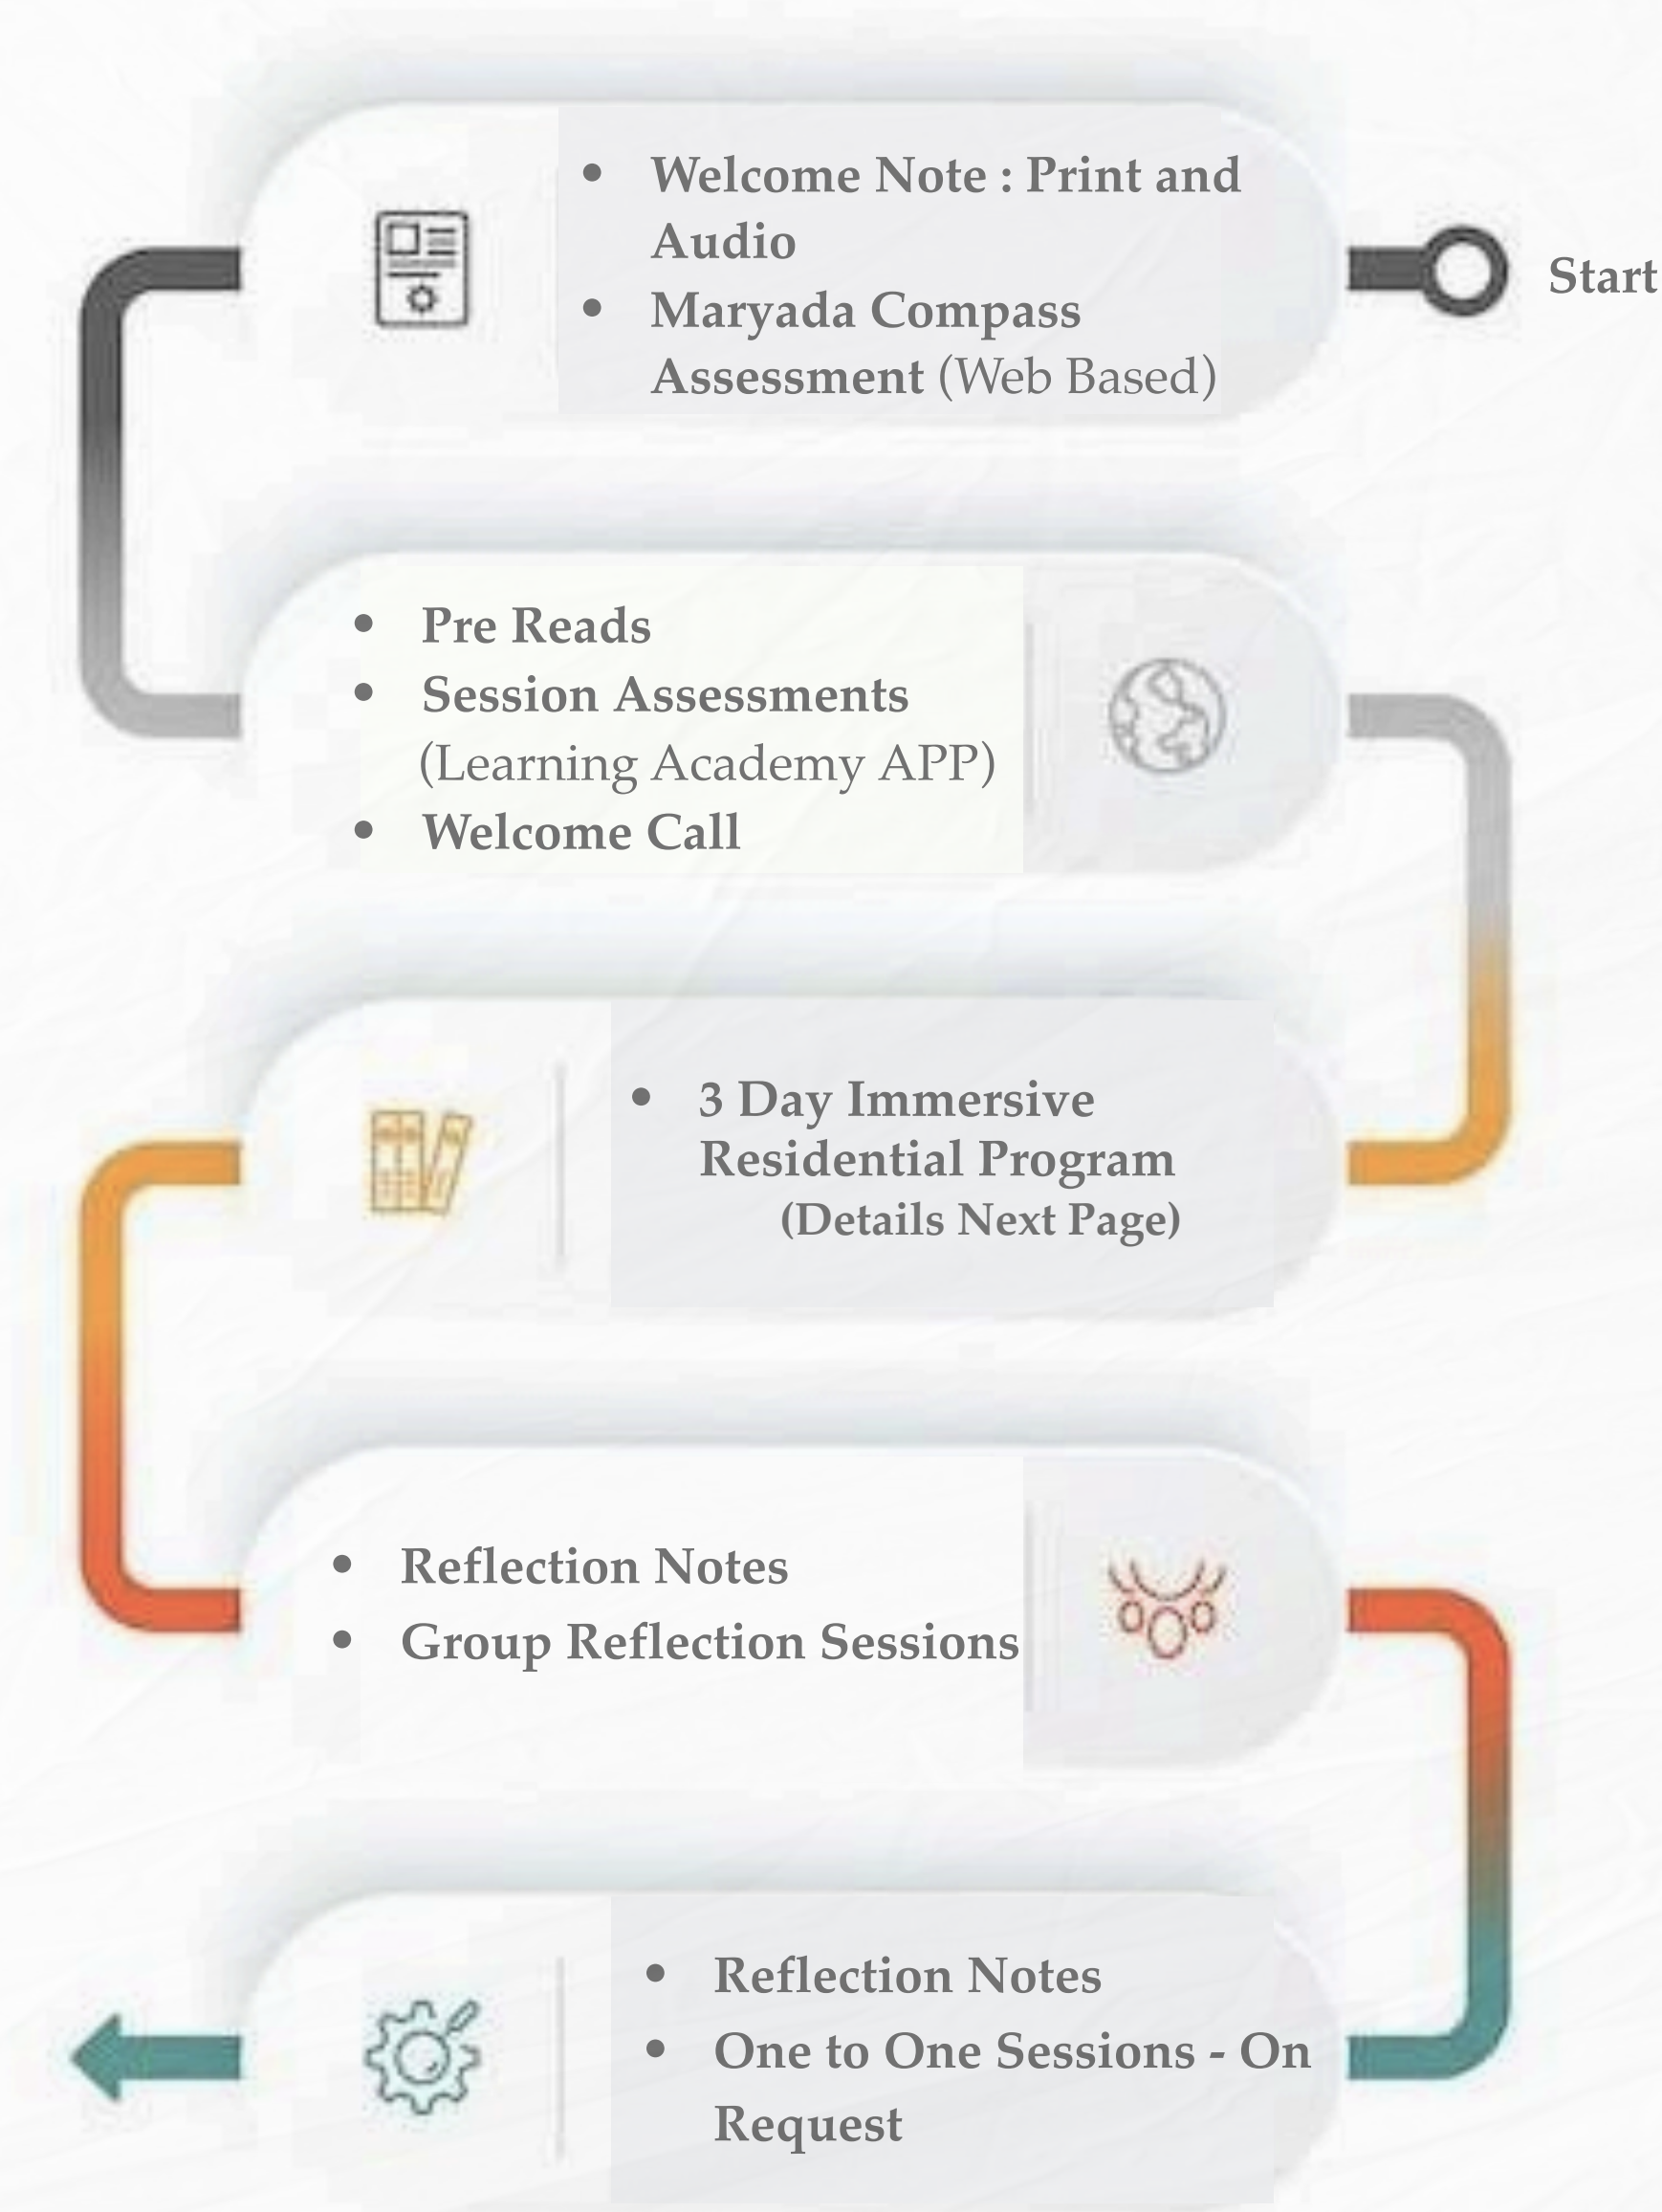 • Welcome Note : Print and
Audio
• Maryada Compass
Assessment (Web Based)
Start
• Pre Reads
• Session Assessments
(Learning Academy APP)
• Welcome Call
• 3 Day Immersive
Residential Program
(Details Next Page)
• Reflection Notes
• Group Reflection Sessions
• Reflection Notes
• One to One Sessions - On
Request